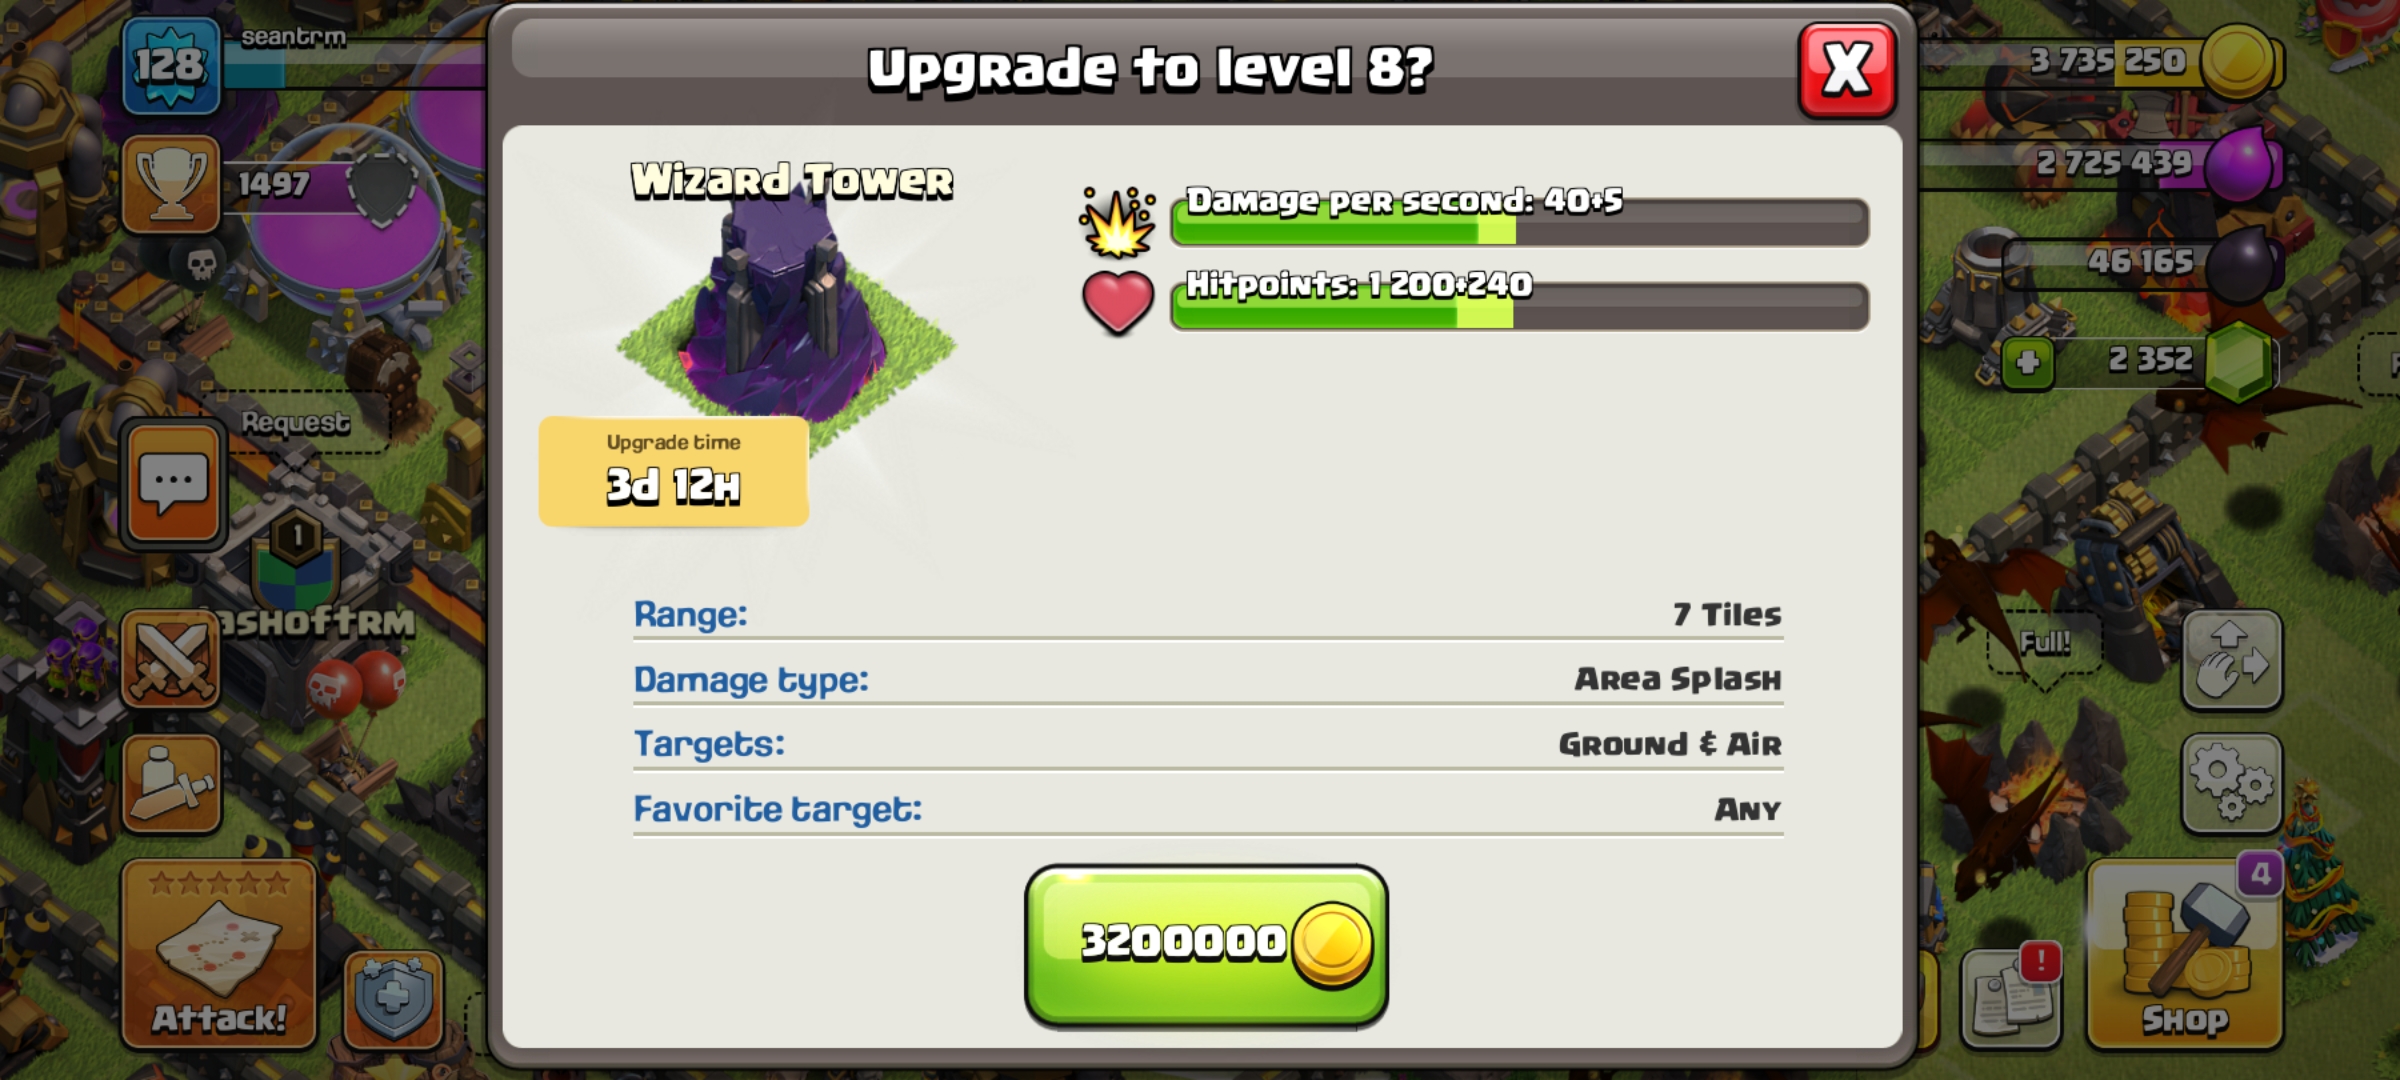 128
seantrm
1497
Request
1
ashoftrm
Attack!
Upgrade to level 8?
X
Wizard Tower
Damage per second: 40+5
Hitpoints: 1 200+240
Upgrade time
3d 12h
Range: 7 Tiles
Damage type: Area Splash
Targets: Ground & Air
Favorite target: Any
3200000
3 735 250
2 725 439
46 165
2 352
Full!
4
!
Shop